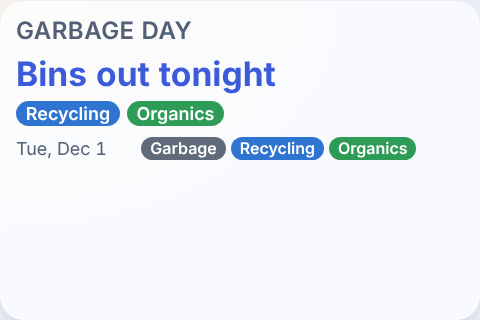 GARBAGE DAY
Bins out tonight
Recycling Organics
Tue, Dec 1 Garbage Recycling Organics